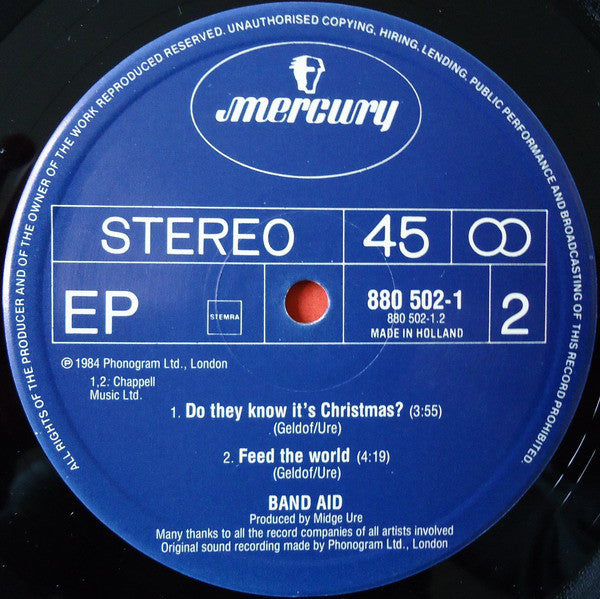 ALL RIGHTS OF THE PRODUCER AND OF THE OWNER OF THE WORK REPRODUCED RESERVED. UNAUTHORISED COPYING, HIRING, LENDING, PUBLIC PERFORMANCE AND BROADCASTING OF THIS RECORD PROHIBITED.
mercury
STEREO 45
EP STEMRA 880 502-1 2
880 502-1.2
MADE IN HOLLAND
℗ 1984 Phonogram Ltd., London
1,2: Chappell
Music Ltd.
1. Do they know it's Christmas? (3:55)
(Geldof/Ure)
2. Feed the world (4:19)
(Geldof/Ure)
BAND AID
Produced by Midge Ure
Many thanks to all the record companies of all artists involved
Original sound recording made by Phonogram Ltd., London